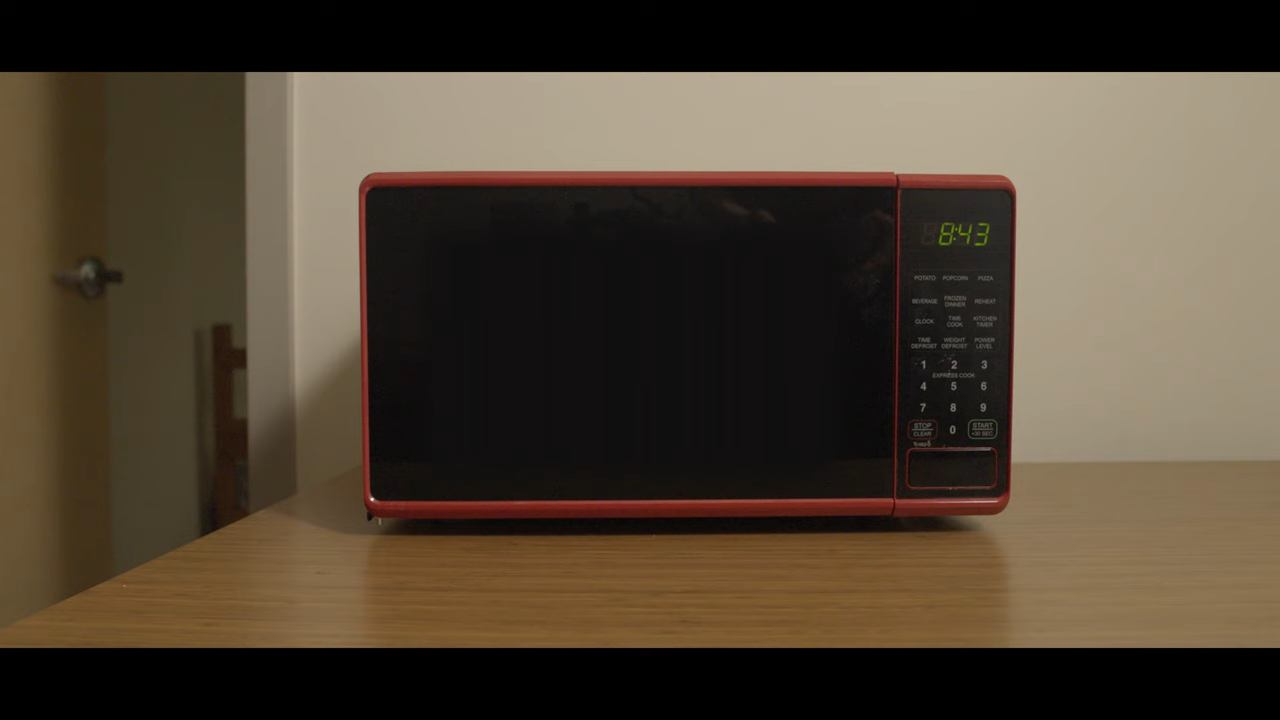 8:43
POTATO POPCORN PIZZA
BEVERAGE FROZEN DINNER REHEAT
CLOCK TIME COOK KITCHEN TIMER
TIME DEFROST WEIGHT DEFROST POWER LEVEL
1 2 3
EXPRESS COOK
4 5 6
7 8 9
STOP CLEAR 0 START +30 SEC